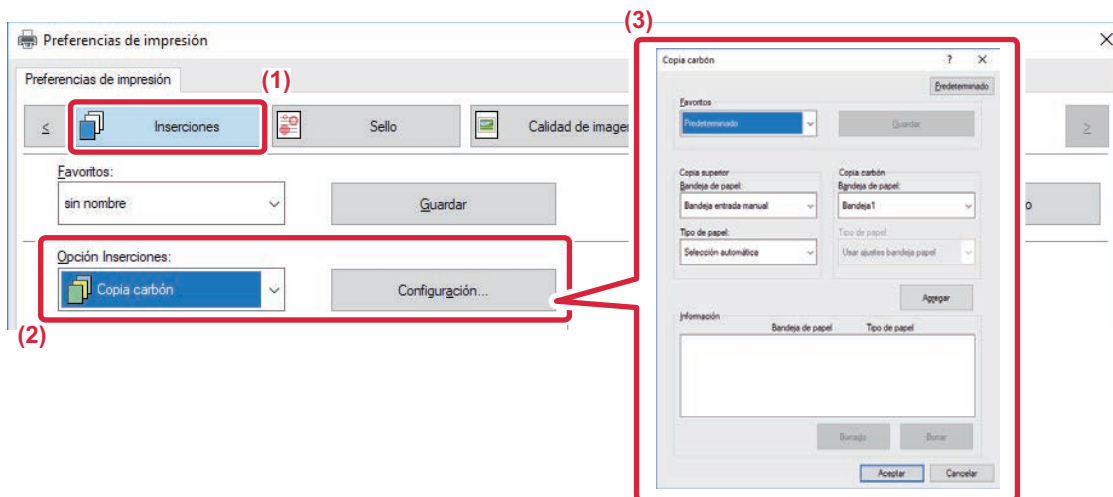 (3)
Preferencias de impresión
Preferencias de impresión
(1)
<
Inserciones
Sello
Calidad de imagen
>
Favoritos:
sin nombre
Guardar
o
Opción Inserciones:
Copia carbón
Configuración...
(2)
Copia carbón
?
Predeterminado
Favoritos
Predeterminado
Guardar
Copia superior
Copia carbón
Bandeja de papel:
Bandeja de papel:
Bandeja entrada manual
Bandeja1
Tipo de papel:
Tipo de papel:
Selección automática
Usar ajustes bandeja papel
Agregar
Información
Bandeja de papel
Tipo de papel
Borrado
Borrar
Aceptar
Cancelar